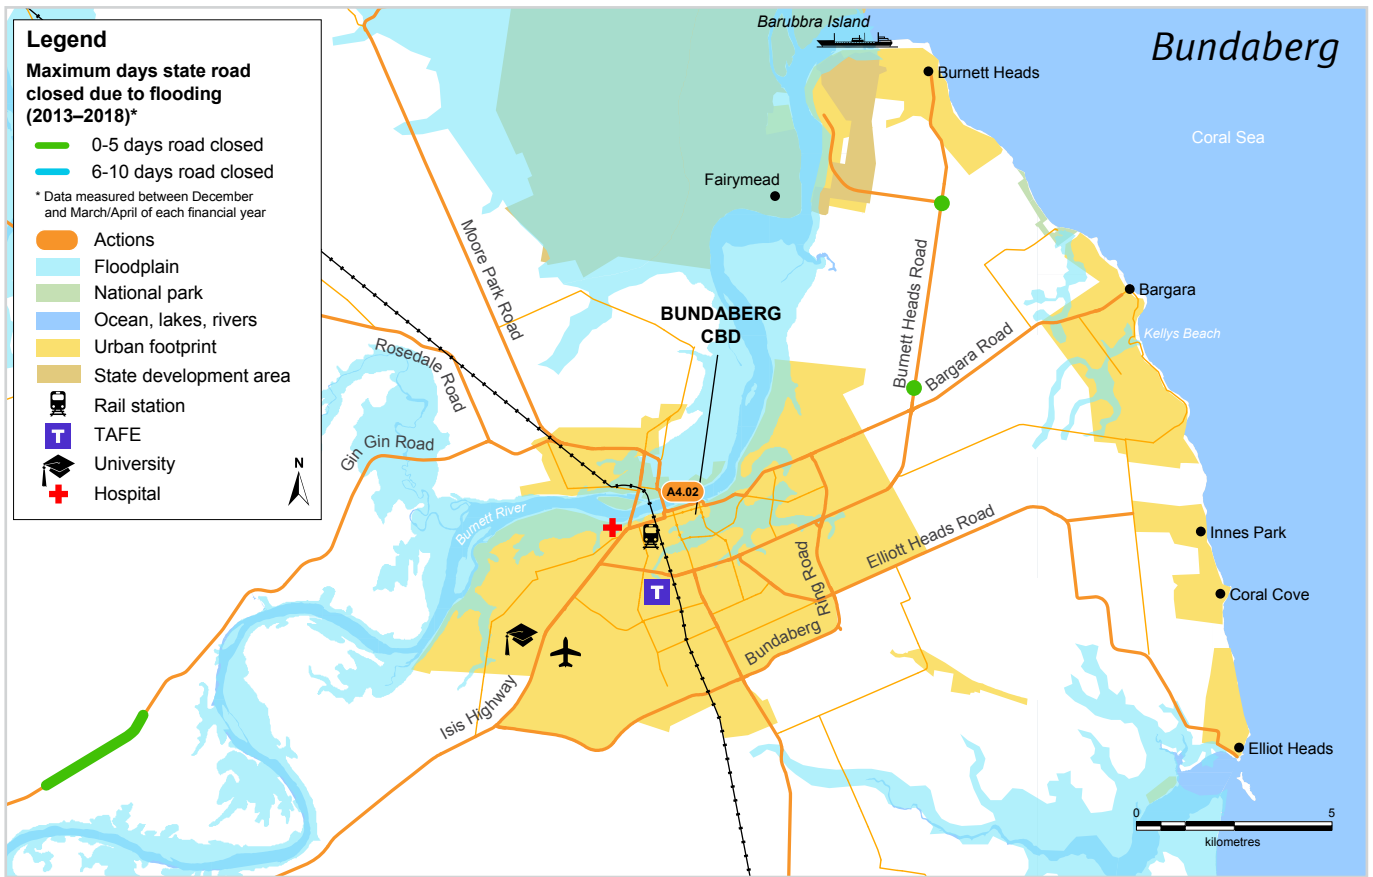 Legend
Maximum days state road
closed due to flooding
(2013–2018)*
0-5 days road closed
6-10 days road closed
* Data measured between December
and March/April of each financial year
Actions
Floodplain
National park
Ocean, lakes, rivers
Urban footprint
State development area
Rail station
T
TAFE
University
Hospital
N
Bundaberg
Barubbra Island
Burnett Heads
Coral Sea
Fairymead
Moore Park Road
Burnett Heads Road
Bargara
BUNDABERG
CBD
Kellys Beach
Rosedale Road
Bargara Road
Gin Gin Road
A4.02
Burnett River
Elliott Heads Road
Innes Park
T
Ring Road
Coral Cove
Bundaberg
Isis Highway
Elliot Heads
0
5
kilometres